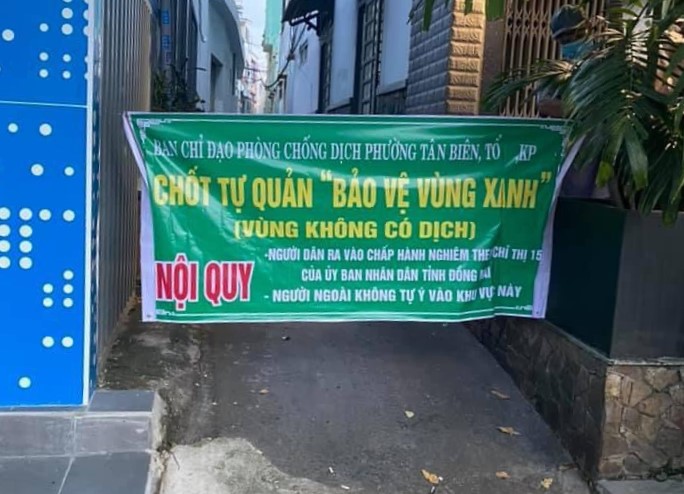 BAN CHỈ ĐẠO PHÒNG CHỐNG DỊCH PHƯỜNG TÂN BIÊN, TỔ ,KP
CHỐT TỰ QUẢN "BẢO VỆ VÙNG XANH"
(VÙNG KHÔNG CÓ DỊCH)
NỘI QUY
-NGƯỜI DÂN RA VÀO CHẤP HÀNH NGHIÊM THEO CHỈ THỊ 15
CỦA ỦY BAN NHÂN DÂN TỈNH ĐỒNG NAI
- NGƯỜI NGOÀI KHÔNG TỰ Ý VÀO KHU VỰC NÀY